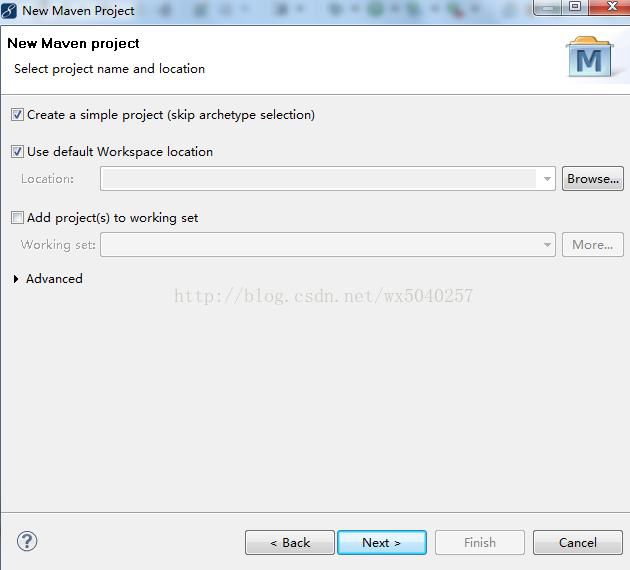 New Maven Project
New Maven project
Select project name and location
M
Create a simple project (skip archetype selection)
Use default Workspace location
Location:
Browse...
Add project(s) to working set
Working set:
More...
Advanced
http://blog.csdn.net/wx5040257
?
< Back
Next >
Finish
Cancel